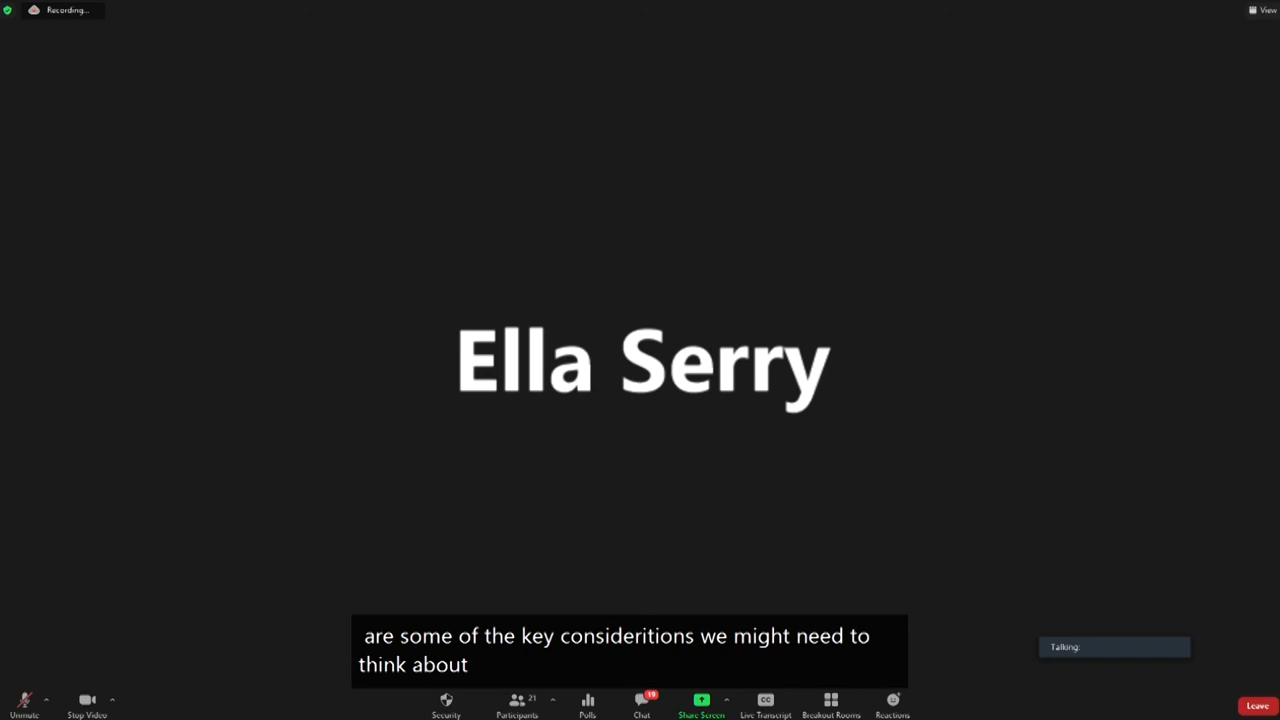 Recording...
View
Ella Serry
are some of the key consideritions we might need to
think about
Talking:
21
19
CC
Unmute Stop Video Security Participants Polls Chat Share Screen Live Transcript Breakout Rooms Reactions Leave